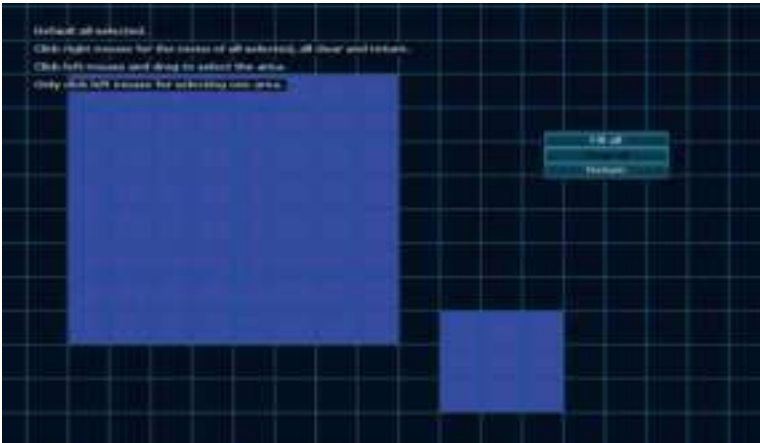 Default all selected.
Click right mouse for the menu of all selected, all clear and return.
Click left mouse and drag to select the area.
Only click left mouse for selecting one area.
Fill all
Return